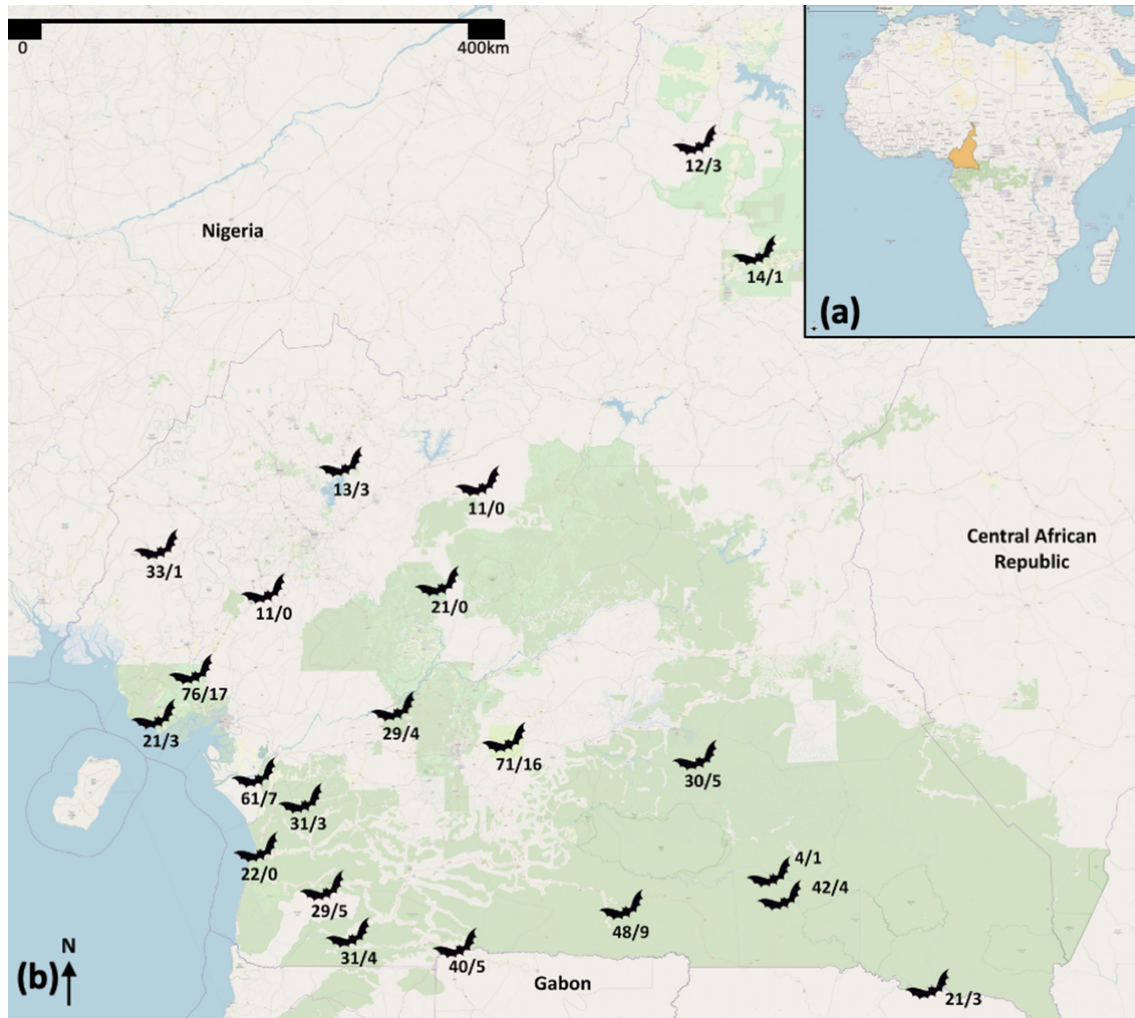 0
400km
12/3
Nigeria
14/1
(a)
13/3
11/0
33/1
Central African
Republic
11/0
21/0
76/17
21/3
29/4
71/16
30/5
61/7
31/3
22/0
4/1
42/4
29/5
48/9
31/4
40/5
N
(b)
Gabon
21/3